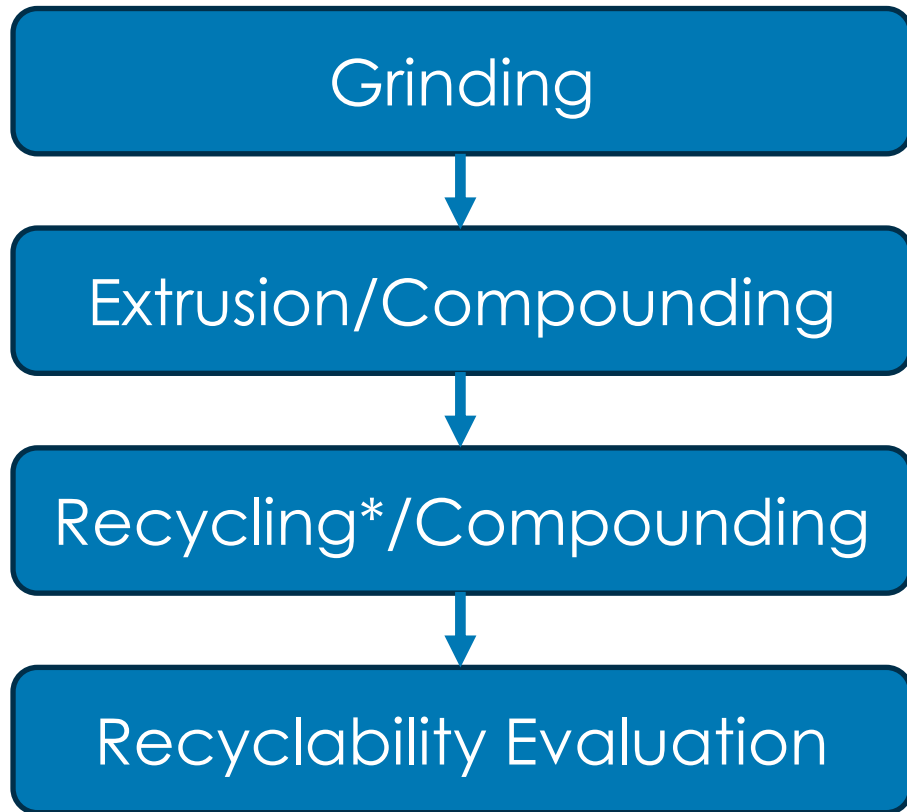 Grinding
Extrusion/Compounding
Recycling*/Compounding
Recyclability Evaluation